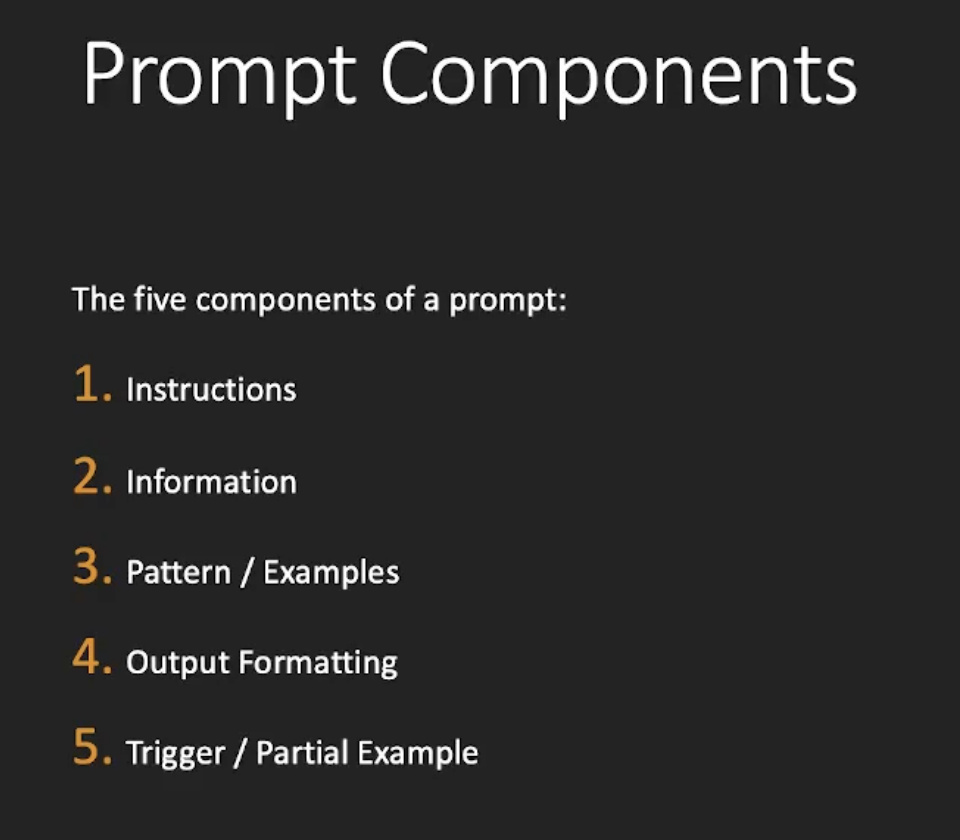 Prompt Components
The five components of a prompt:
1. Instructions
2. Information
3. Pattern / Examples
4. Output Formatting
5. Trigger / Partial Example